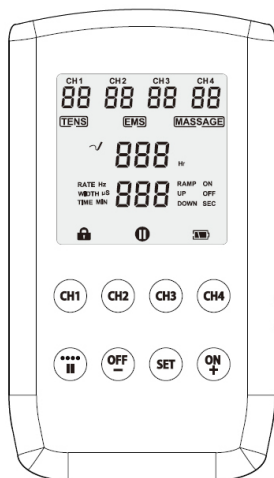 CH1 CH2 CH3 CH4
88 88 88 88
TENS EMS MASSAGE
888 Hr
RATE Hz 888 RAMP ON
WIDTH µS UP OFF
TIME MIN DOWN SEC
CH1 CH2 CH3 CH4
OFF SET ON